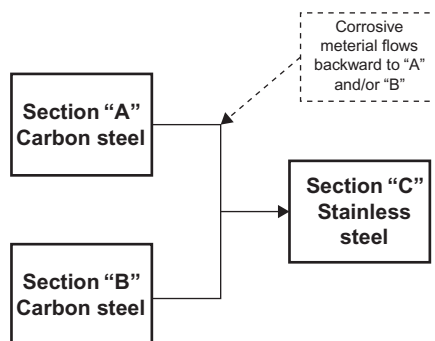 Corrosive
meterial flows
backward to “A”
and/or “B”
Section “A”
Carbon steel
Section “C”
Stainless
steel
Section “B”
Carbon steel